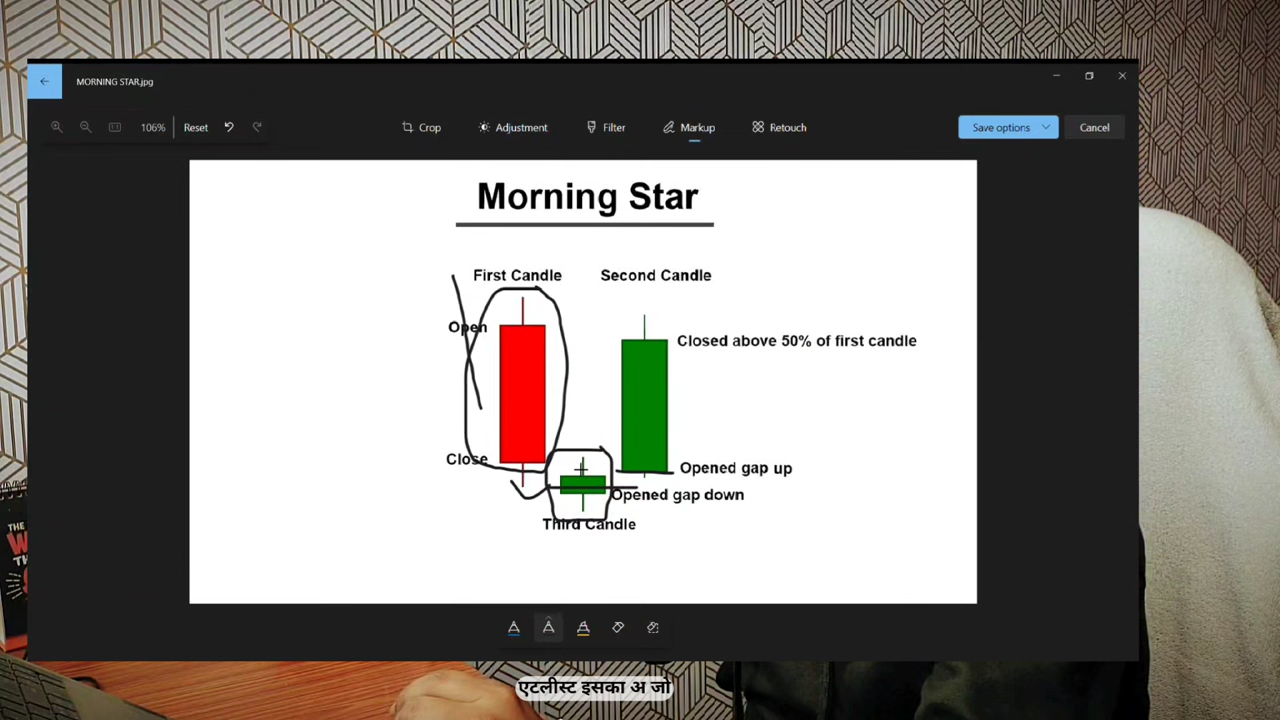 MORNING STAR.jpg
106%
Reset
Crop
Adjustment
Filter
Markup
Retouch
Save options
Cancel
Morning Star
First Candle
Second Candle
Open
Closed above 50% of first candle
Close
Opened gap up
Opened gap down
Third Candle
THE
एटलीस्ट इसका अ जो